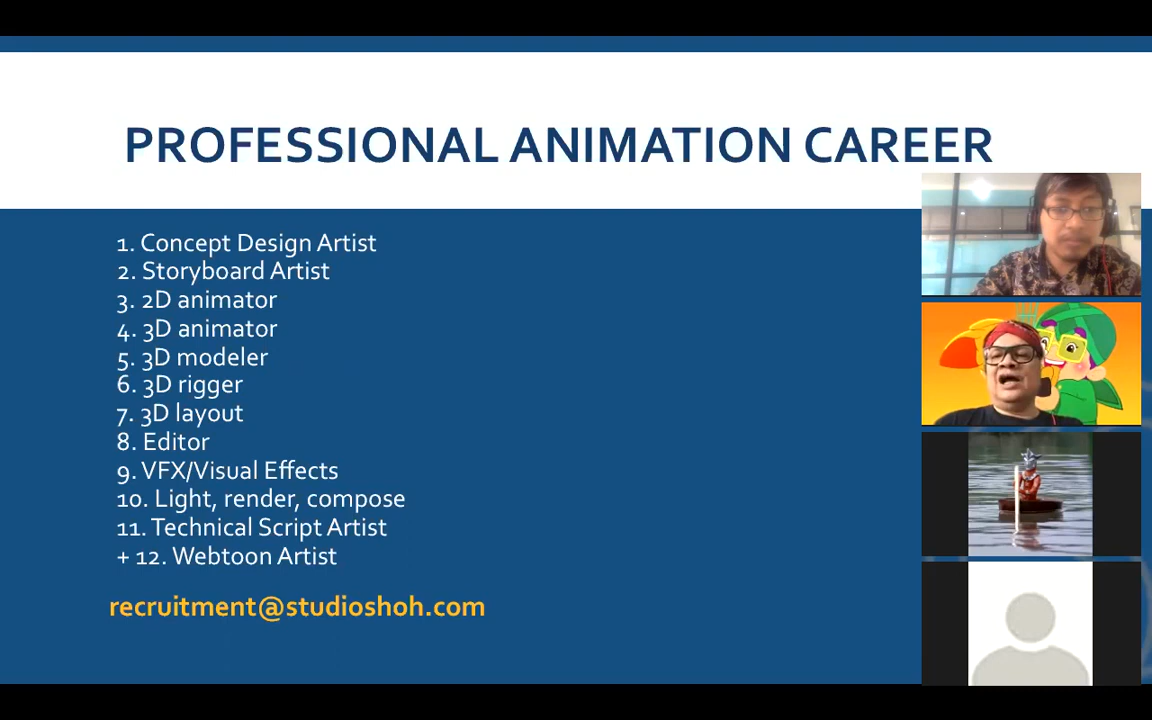 PROFESSIONAL ANIMATION CAREER
1. Concept Design Artist
2. Storyboard Artist
3. 2D animator
4. 3D animator
5. 3D modeler
6. 3D rigger
7. 3D layout
8. Editor
9. VFX/Visual Effects
10. Light, render, compose
11. Technical Script Artist
+ 12. Webtoon Artist
recruitment@studioshoh.com